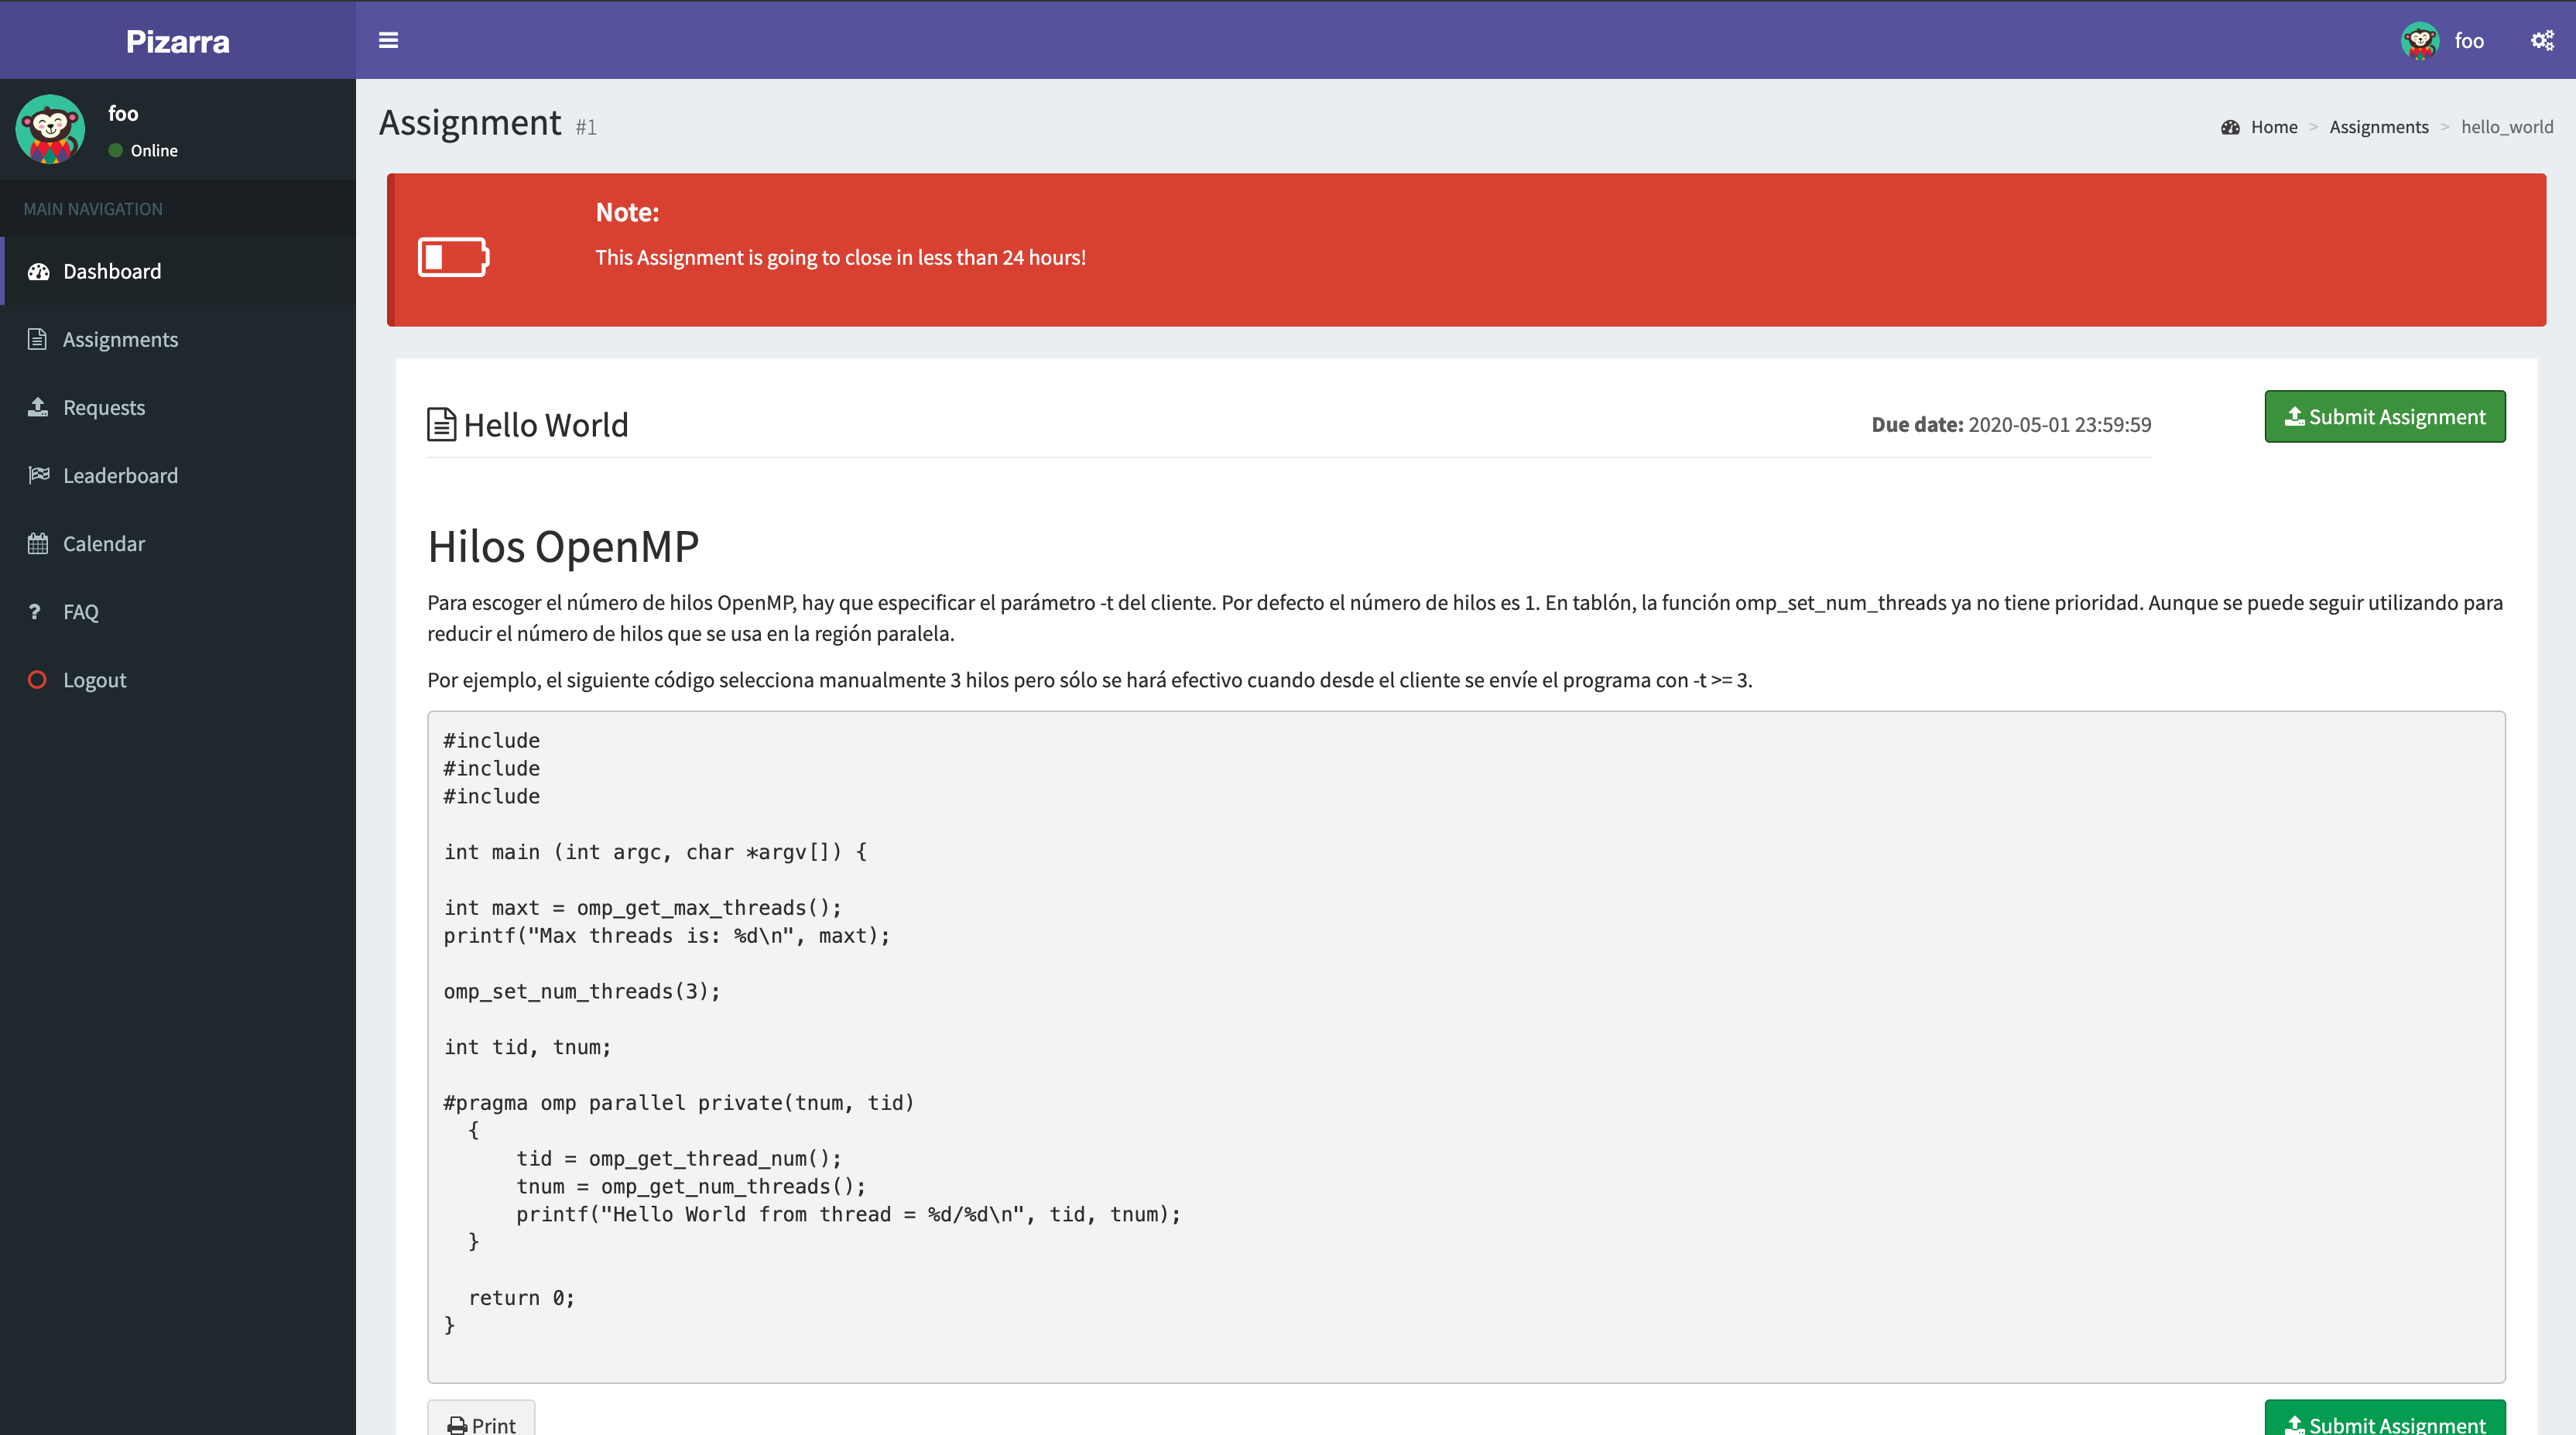 Pizarra
foo
foo
Online
MAIN NAVIGATION
Dashboard
Assignments
Requests
Leaderboard
Calendar
? FAQ
Logout
Assignment #1
Home > Assignments > hello_world
Note:
This Assignment is going to close in less than 24 hours!
Hello World
Due date: 2020-05-01 23:59:59
Submit Assignment
Hilos OpenMP
Para escoger el número de hilos OpenMP, hay que especificar el parámetro -t del cliente. Por defecto el número de hilos es 1. En tablón, la función omp_set_num_threads ya no tiene prioridad. Aunque se puede seguir utilizando para
reducir el número de hilos que se usa en la región paralela.
Por ejemplo, el siguiente código selecciona manualmente 3 hilos pero sólo se hará efectivo cuando desde el cliente se envíe el programa con -t >= 3.
#include
#include
#include
int main (int argc, char *argv[]) {
int maxt = omp_get_max_threads();
printf("Max threads is: %d\n", maxt);
omp_set_num_threads(3);
int tid, tnum;
#pragma omp parallel private(tnum, tid)
{
tid = omp_get_thread_num();
tnum = omp_get_num_threads();
printf("Hello World from thread = %d/%d\n", tid, tnum);
}
return 0;
}
Print
Submit Assignment